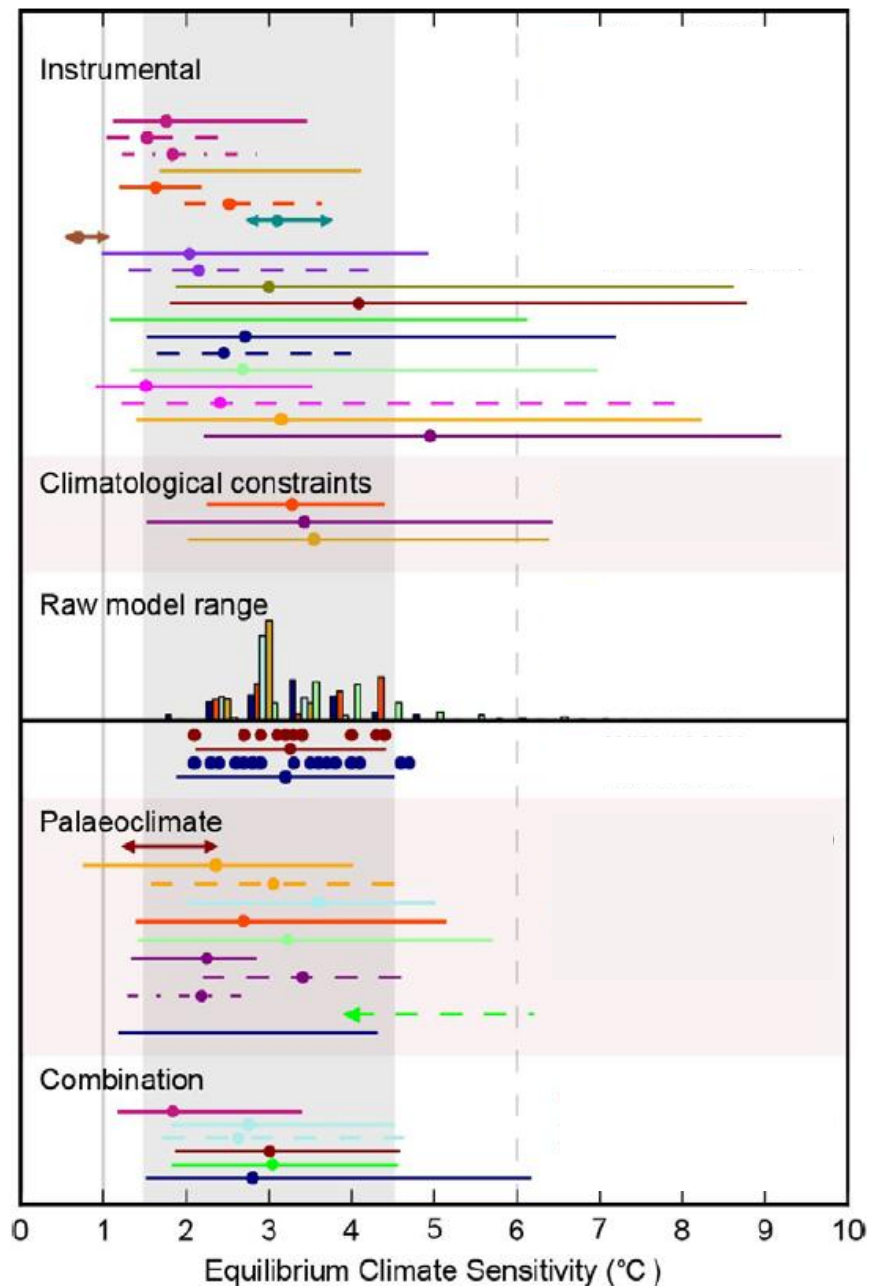 Instrumental
Climatological constraints
Raw model range
Palaeoclimate
Combination
0 1 2 3 4 5 6 7 8 9 10
Equilibrium Climate Sensitivity (°C )